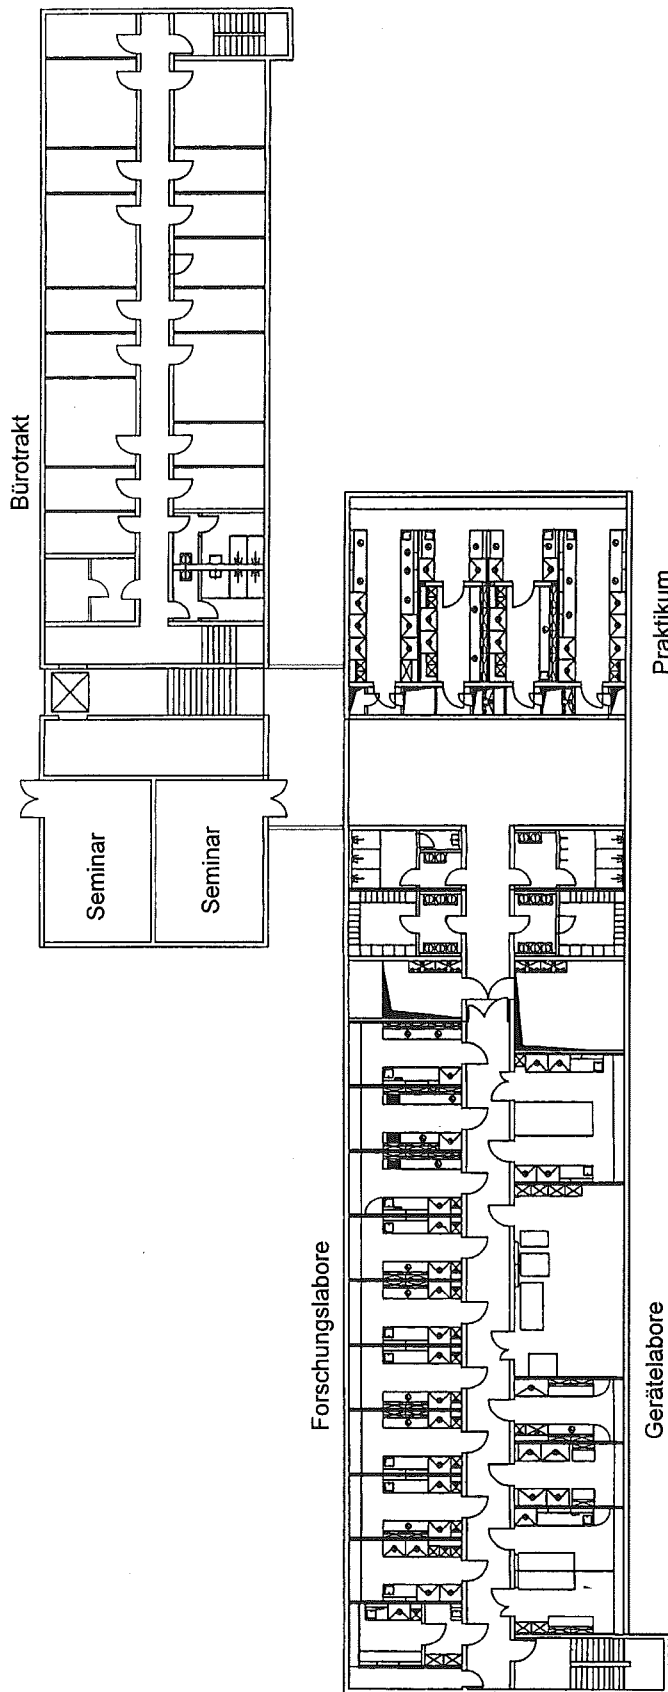 Bürotrakt
Seminar
Seminar
Praktikum
Forschungslabore
Gerätelabore